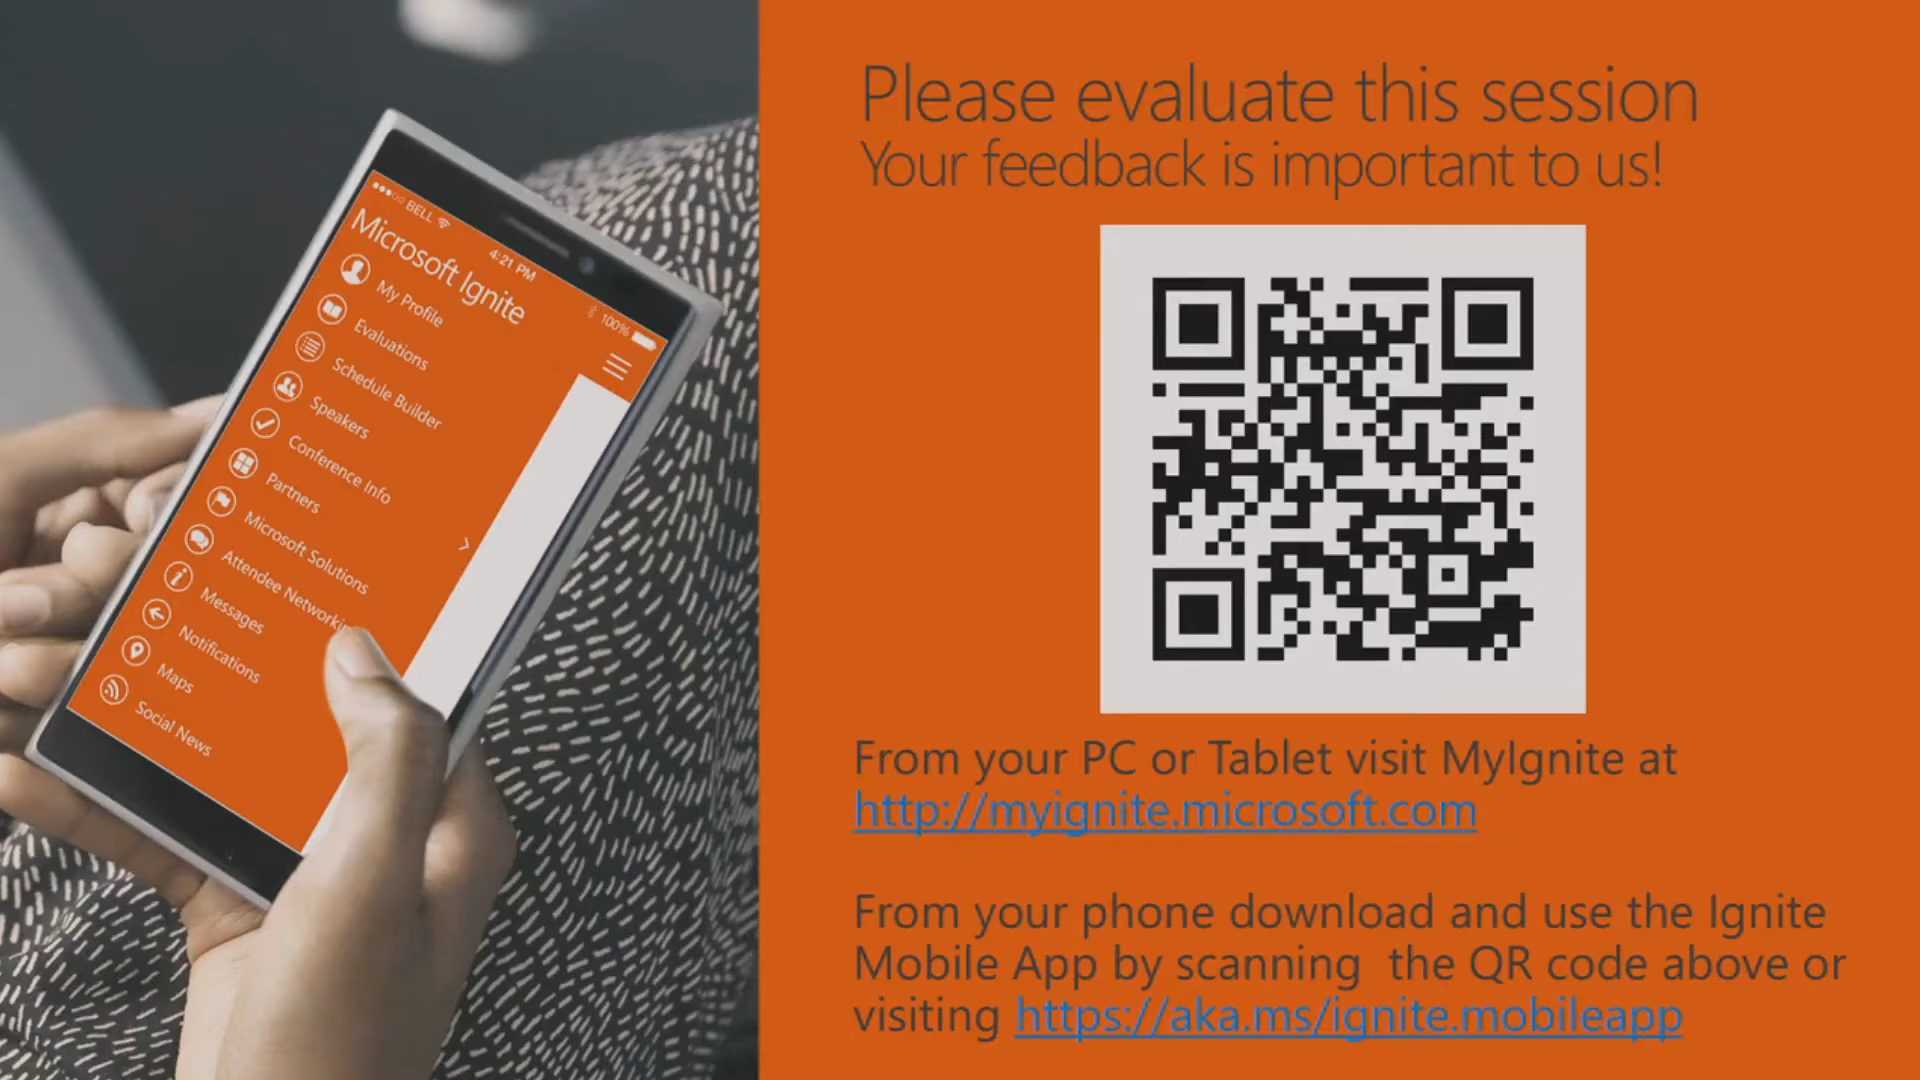 ●●●○○ BELL
4:21 PM
100%
Microsoft Ignite
My Profile
Evaluations
Schedule Builder
Speakers
Conference Info
Partners
Microsoft Solutions
Attendee Networkin
Messages
Notifications
Maps
Social News
Please evaluate this session
Your feedback is important to us!
From your PC or Tablet visit MyIgnite at
http://myignite.microsoft.com
From your phone download and use the Ignite
Mobile App by scanning  the QR code above or
visiting https://aka.ms/ignite.mobileapp